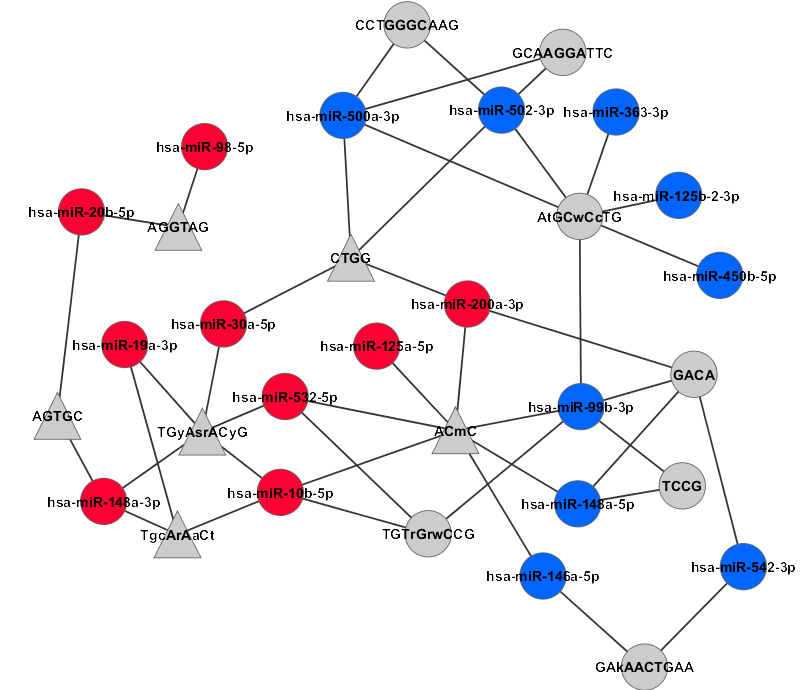 CCTGGGCAAG
GCAAGGATTC
hsa-miR-500a-3p
hsa-miR-502-3p
hsa-miR-363-3p
hsa-miR-98-5p
hsa-miR-20b-5p
hsa-miR-125b-2-3p
AGGTAG
AtGCwCcTG
CTGG
hsa-miR-450b-5p
hsa-miR-200a-3p
hsa-miR-30a-5p
hsa-miR-19a-3p
hsa-miR-125a-5p
GACA
hsa-miR-532-5p
hsa-miR-99b-3p
AGTGC
TGyAsrACyG
ACmC
TCCG
hsa-miR-10b-5p
hsa-miR-148a-3p
hsa-miR-148a-5p
TgcArAaCt
TGTrGrwCCG
hsa-miR-146a-5p
hsa-miR-542-3p
GAkAACTGAA